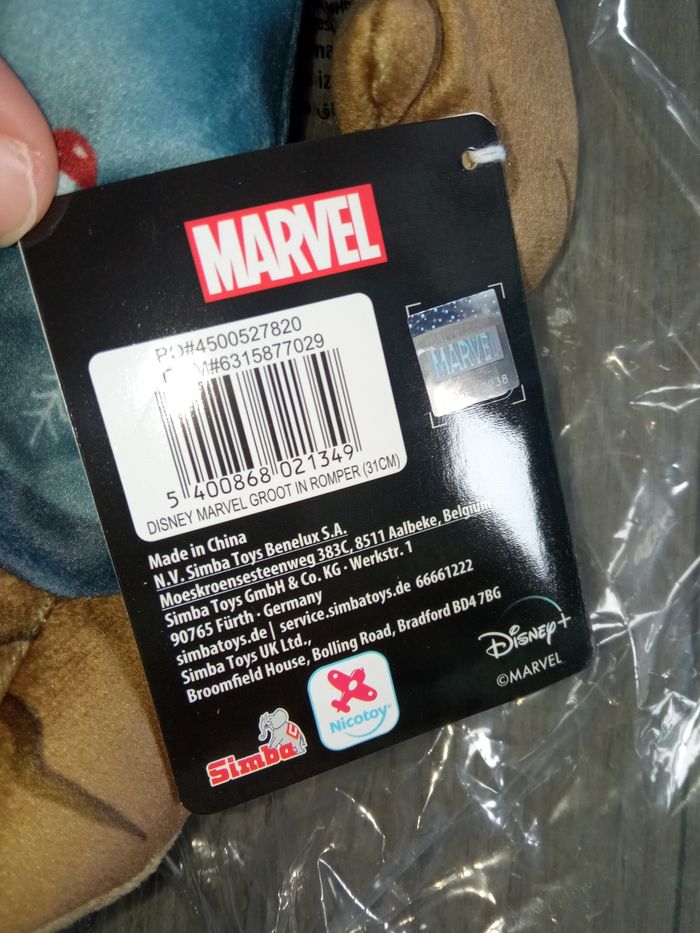 MARVEL
PO#4500527820
M#6315877029
5 400868 021349
DISNEY MARVEL GROOT IN ROMPER (31CM)
MARVEL
Made in China
N.V. Simba Toys Benelux S.A.
Moeskroensesteenweg 383C, 8511 Aalbeke, Belgium
Simba Toys GmbH & Co. KG · Werkstr. 1
90765 Fürth · Germany
simbatoys.de | service.simbatoys.de 66661222
Simba Toys UK Ltd.,
Broomfield House, Bolling Road, Bradford BD4 7BG
Disney+
©MARVEL
Nicotoy
Simba